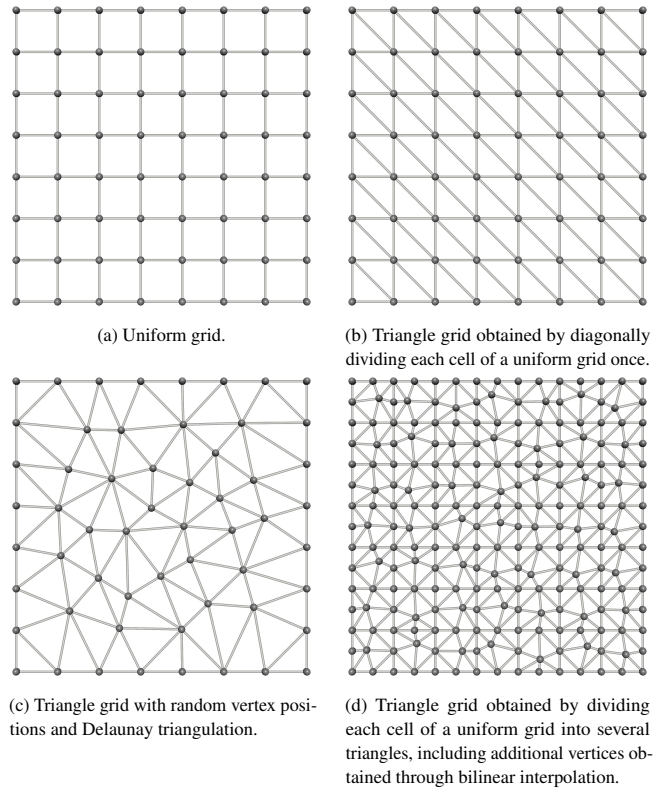 (a) Uniform grid.
(b) Triangle grid obtained by diagonally
dividing each cell of a uniform grid once.
(c) Triangle grid with random vertex posi-
tions and Delaunay triangulation.
(d) Triangle grid obtained by dividing
each cell of a uniform grid into several
triangles, including additional vertices ob-
tained through bilinear interpolation.